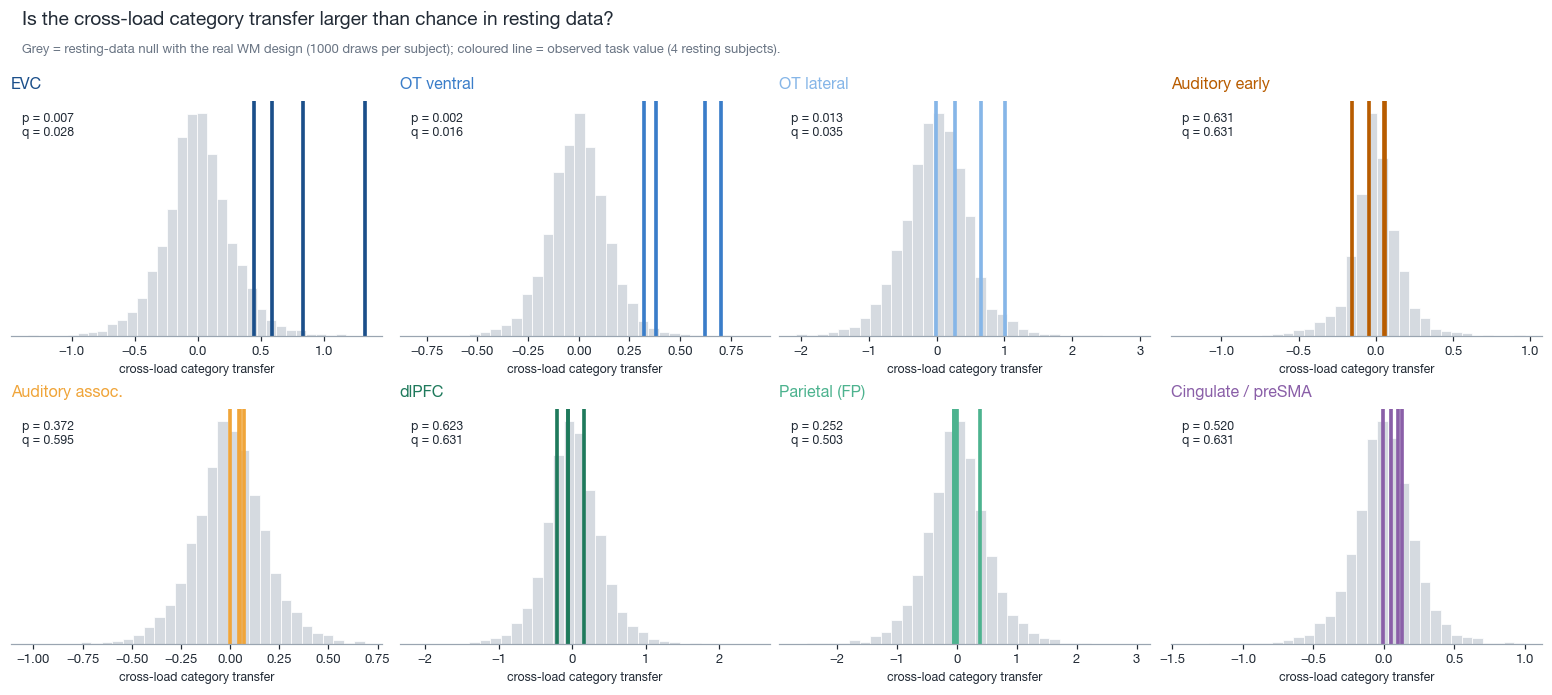 Is the cross-load category transfer larger than chance in resting data?
Grey = resting-data null with the real WM design (1000 draws per subject); coloured line = observed task value (4 resting subjects).
EVC
p = 0.007
q = 0.028
−1.0 −0.5 0.0 0.5 1.0
cross-load category transfer
OT ventral
p = 0.002
q = 0.016
−0.75 −0.50 −0.25 0.00 0.25 0.50 0.75
cross-load category transfer
OT lateral
p = 0.013
q = 0.035
−2 −1 0 1 2 3
cross-load category transfer
Auditory early
p = 0.631
q = 0.631
−1.0 −0.5 0.0 0.5 1.0
cross-load category transfer
Auditory assoc.
p = 0.372
q = 0.595
−1.00 −0.75 −0.50 −0.25 0.00 0.25 0.50 0.75
cross-load category transfer
dlPFC
p = 0.623
q = 0.631
−2 −1 0 1 2
cross-load category transfer
Parietal (FP)
p = 0.252
q = 0.503
−2 −1 0 1 2 3
cross-load category transfer
Cingulate / preSMA
p = 0.520
q = 0.631
−1.5 −1.0 −0.5 0.0 0.5 1.0
cross-load category transfer